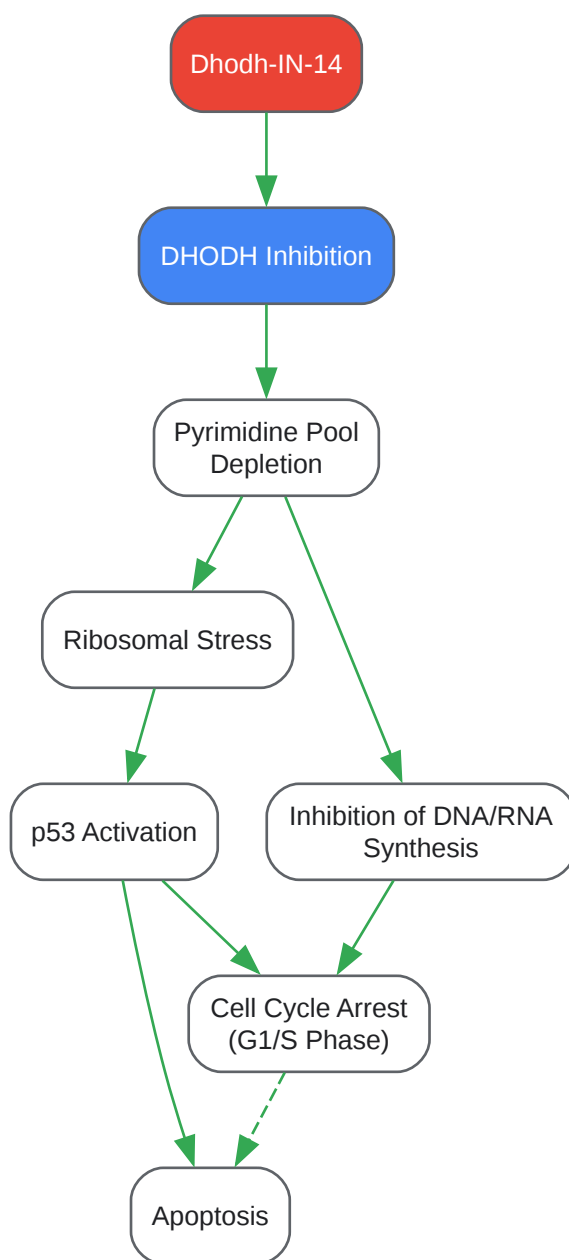 Dhodh-IN-14
DHODH Inhibition
Pyrimidine Pool
Depletion
Ribosomal Stress
p53 Activation
Inhibition of DNA/RNA
Synthesis
Cell Cycle Arrest
(G1/S Phase)
Apoptosis